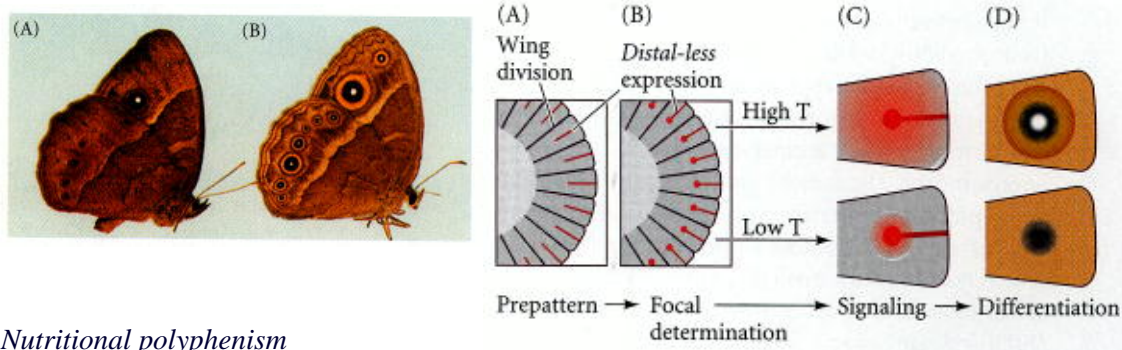 (A)
(B)
(A)
(B)
(C)
(D)
Wing
division
Distal-less
expression
High T
Low T
Prepattern
Focal
determination
Signaling
Differentiation
Nutritional polyphenism